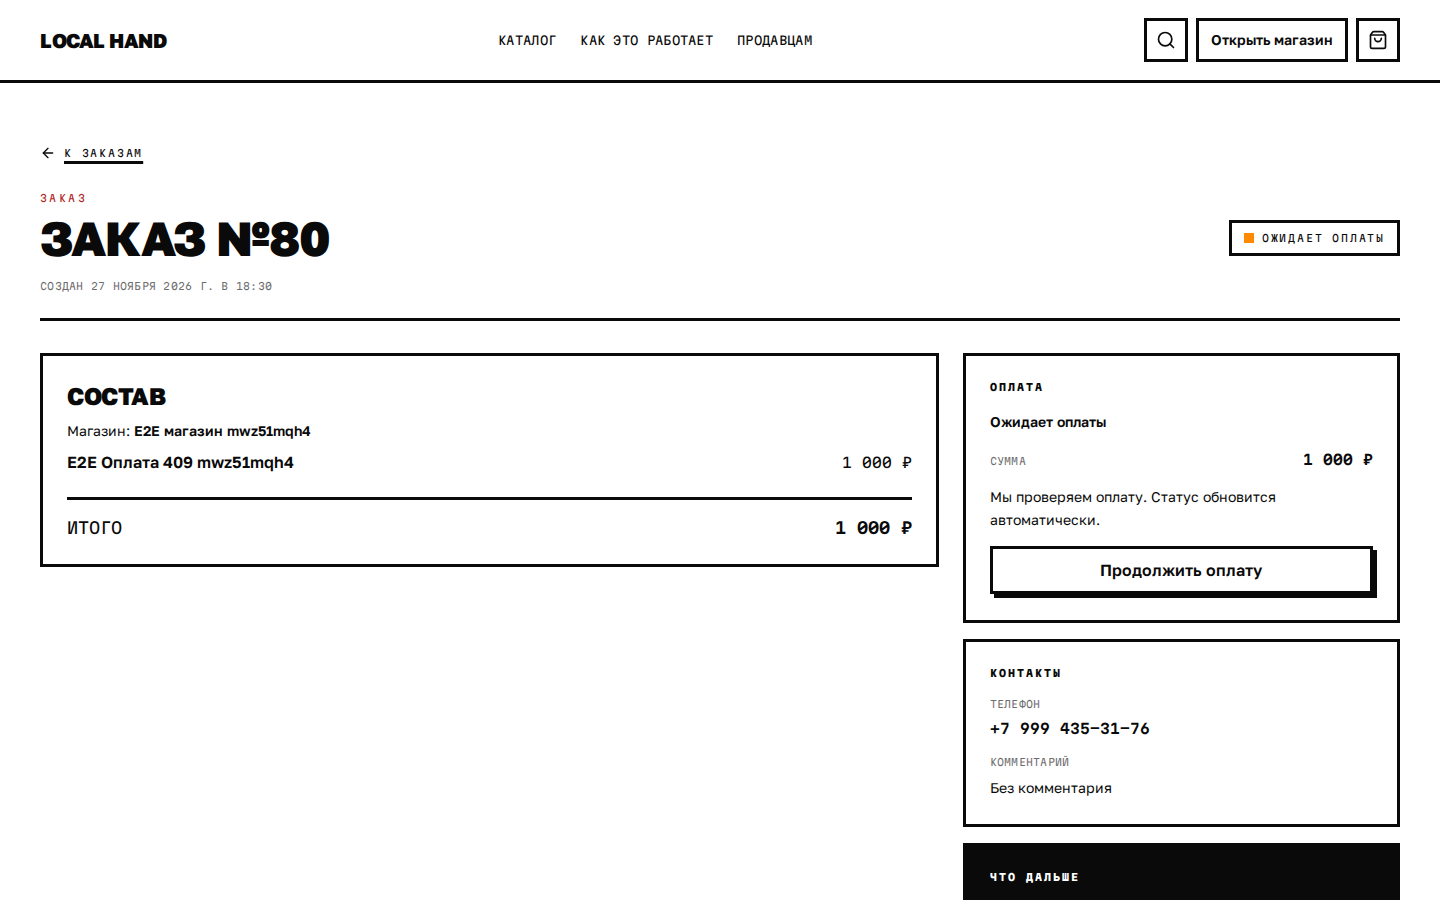 LOCAL HAND
КАТАЛОГ КАК ЭТО РАБОТАЕТ ПРОДАВЦАМ
Открыть магазин
К ЗАКАЗАМ
ЗАКАЗ
ЗАКАЗ №80
ОЖИДАЕТ ОПЛАТЫ
СОЗДАН 27 НОЯБРЯ 2026 Г. В 18:30
СОСТАВ
Магазин: E2E магазин mwz51mqh4
E2E Оплата 409 mwz51mqh4 1 000 ₽
ИТОГО 1 000 ₽
ОПЛАТА
Ожидает оплаты
СУММА 1 000 ₽
Мы проверяем оплату. Статус обновится
автоматически.
Продолжить оплату
КОНТАКТЫ
ТЕЛЕФОН
+7 999 435-31-76
КОММЕНТАРИЙ
Без комментария
ЧТО ДАЛЬШЕ